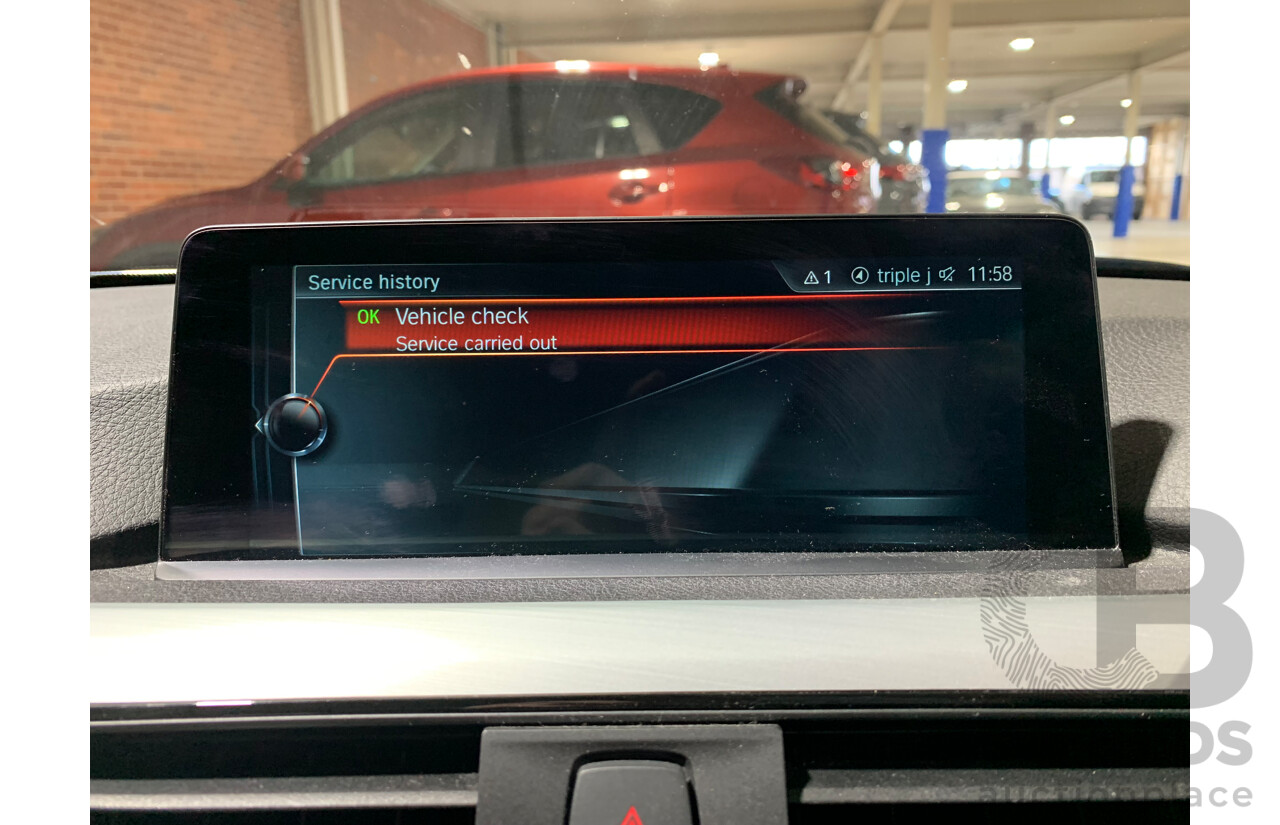 Service history
1 triple j 11:58
OK Vehicle check
Service carried out